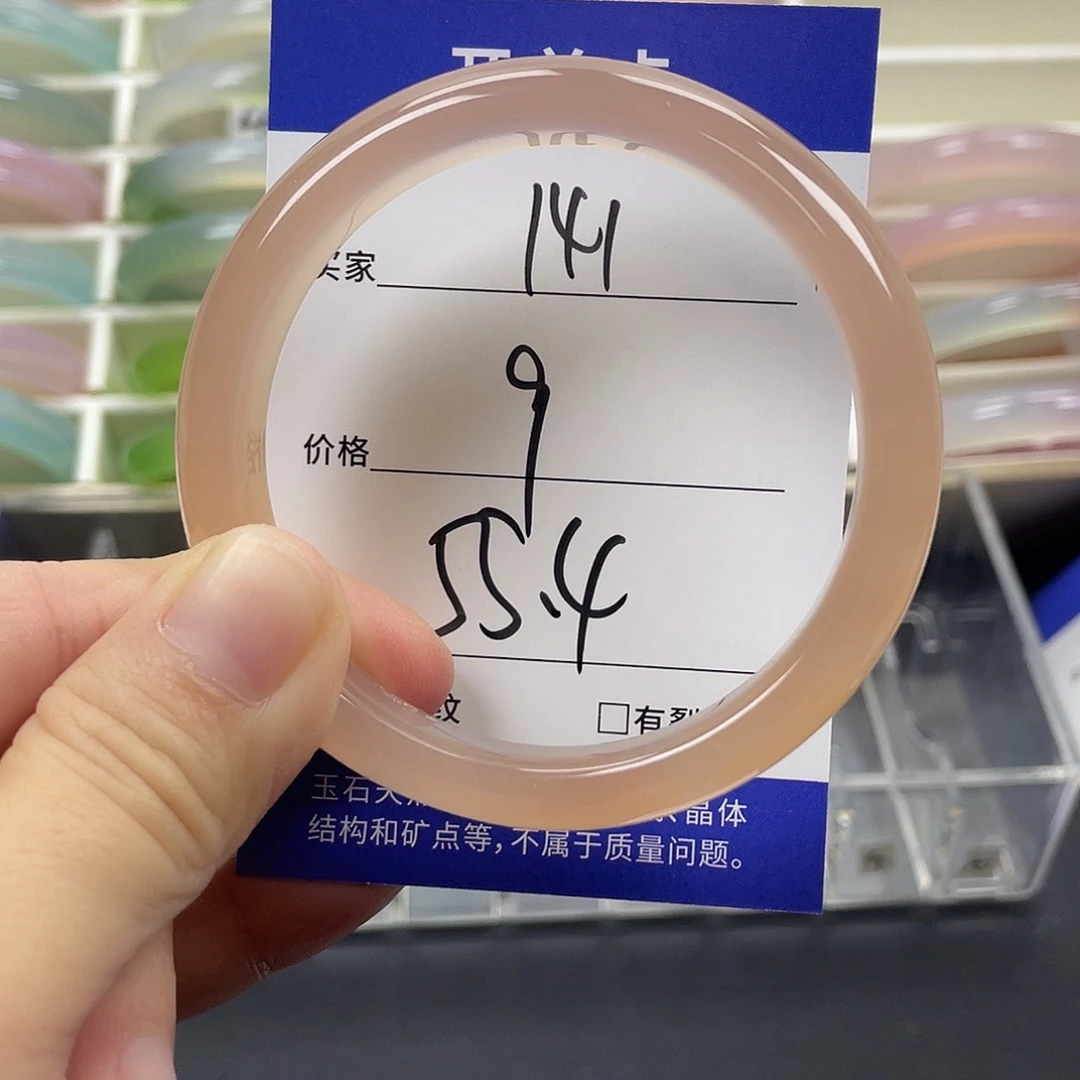 买家 141
价格 9
55.4
纹 □有裂
玉石天然
晶体
结构和矿点等，不属于质量问题。